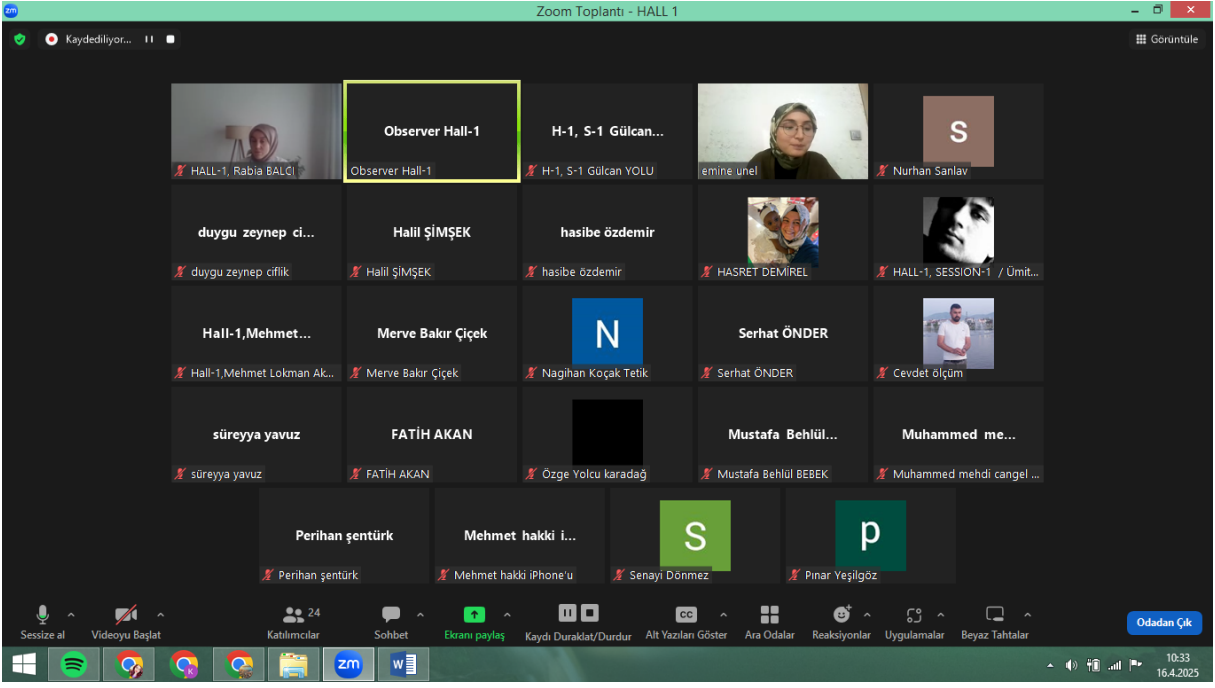 zm
Zoom Toplantı - HALL 1
Kaydediliyor...
Görüntüle
HALL-1, Rabia BALCI
Observer Hall-1
Observer Hall-1
H-1, S-1 Gülcan...
H-1, S-1 Gülcan YOLU
emine unel
S
Nurhan Sanlav
duygu zeynep ci...
duygu zeynep ciflik
Halil ŞİMŞEK
Halil ŞİMŞEK
hasibe özdemir
hasibe özdemir
HASRET DEMİREL
HALL-1, SESSION-1 / Ümit...
Hall-1,Mehmet...
Hall-1,Mehmet Lokman Ak...
Merve Bakır Çiçek
Merve Bakır Çiçek
N
Nagihan Koçak Tetik
Serhat ÖNDER
Serhat ÖNDER
Cevdet ölçüm
süreyya yavuz
süreyya yavuz
FATİH AKAN
FATİH AKAN
Özge Yolcu karadağ
Mustafa Behlül...
Mustafa Behlül BEBEK
Muhammed me...
Muhammed mehdi cangel ...
Perihan şentürk
Perihan şentürk
Mehmet hakki i...
Mehmet hakki iPhone'u
S
Senayi Dönmez
p
Pınar Yeşilgöz
Sessize al
Videoyu Başlat
24
Katılımcılar
Sohbet
Ekranı paylaş
Kaydı Duraklat/Durdur
CC
Alt Yazıları Göster
Ara Odalar
Reaksiyonlar
Uygulamalar
Beyaz Tahtalar
Odadan Çık
K
zm
W
10:33
16.4.2025